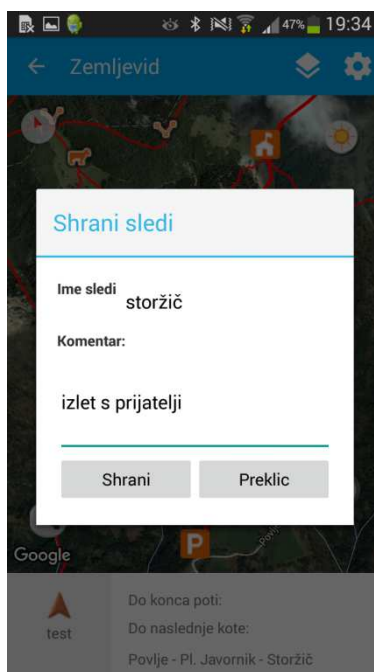 47% 19:34
Zemljevid
Shrani sledi
Ime sledi storžič
Komentar:
izlet s prijatelji
Shrani Preklic
P
Google
Do konca poti:
test
Do naslednje kote:
Povlje - Pl. Javornik - Storžič